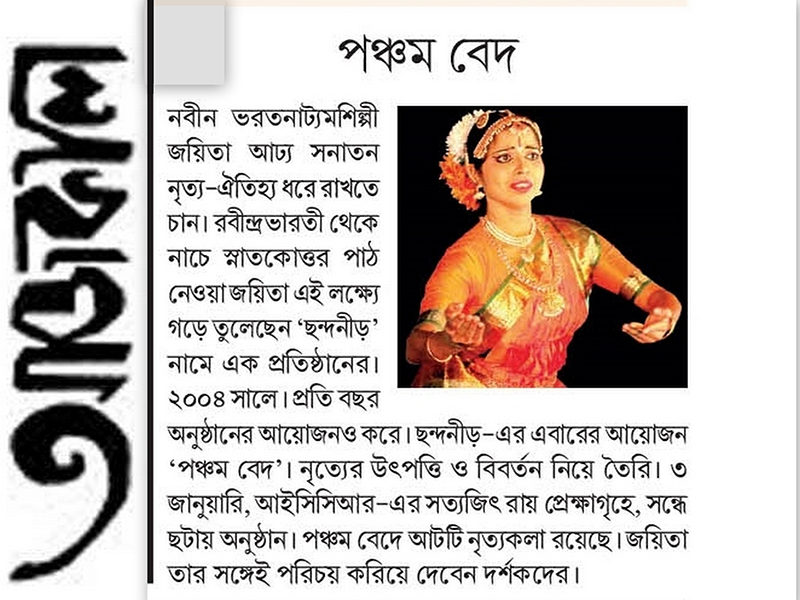 আজকাল
পঞ্চম বেদ
নবীন ভরতনাট্যমশিল্পী
জয়িতা আঢ্য সনাতন
নৃত্য-ঐতিহ্য ধরে রাখতে
চান। রবীন্দ্রভারতী থেকে
নাচে স্নাতকোত্তর পাঠ
নেওয়া জয়িতা এই লক্ষ্যে
গড়ে তুলেছেন ‘ছন্দনীড়’
নামে এক প্রতিষ্ঠানের।
২০০৪ সালে। প্রতি বছর
অনুষ্ঠানের আয়োজনও করে। ছন্দনীড়-এর এবারের আয়োজন
‘পঞ্চম বেদ’। নৃত্যের উৎপত্তি ও বিবর্তন নিয়ে তৈরি। ৩
জানুয়ারি, আইসিসিআর-এর সত্যজিৎ রায় প্রেক্ষাগৃহে, সন্ধে
ছটায় অনুষ্ঠান। পঞ্চম বেদে আটটি নৃত্যকলা রয়েছে। জয়িতা
তার সঙ্গেই পরিচয় করিয়ে দেবেন দর্শকদের।